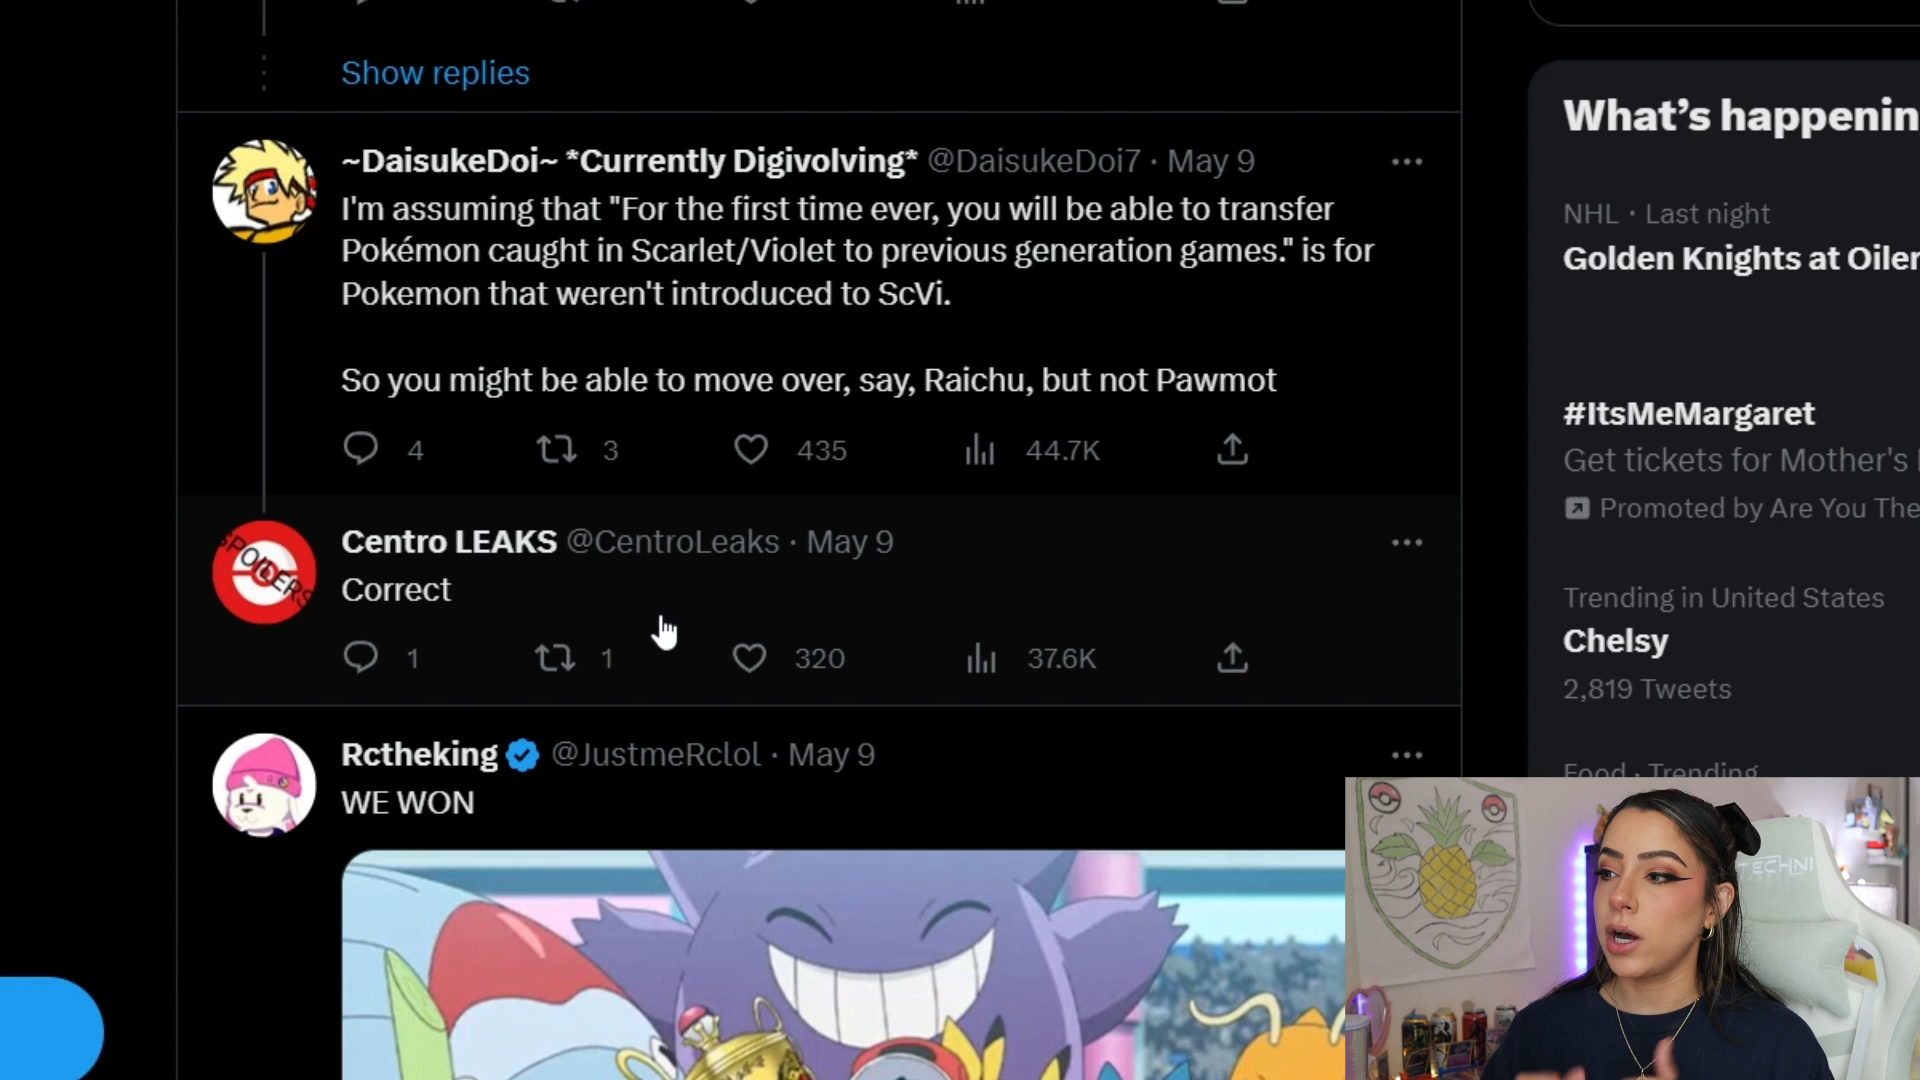 Show replies
~DaisukeDoi~ *Currently Digivolving* @DaisukeDoi7 · May 9
I'm assuming that "For the first time ever, you will be able to transfer
Pokémon caught in Scarlet/Violet to previous generation games." is for
Pokemon that weren't introduced to ScVi.
So you might be able to move over, say, Raichu, but not Pawmot
4 3 435 44.7K
Centro LEAKS @CentroLeaks · May 9
SPOILERS
Correct
1 1 320 37.6K
Rctheking @JustmeRclol · May 9
WE WON
What's happenin
NHL · Last night
Golden Knights at Oiler
#ItsMeMargaret
Get tickets for Mother's
Promoted by Are You The
Trending in United States
Chelsy
2,819 Tweets
Food · Trending
TECHNI